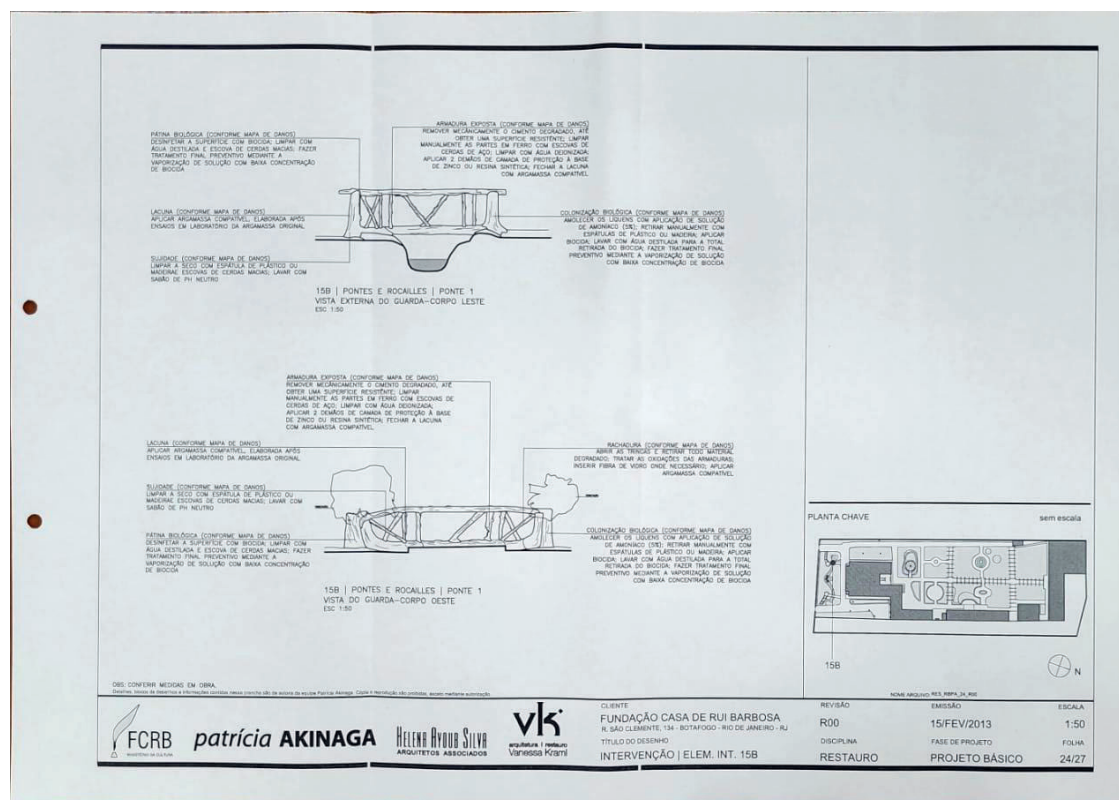 PÁTINA BIOLÓGICA (CONFORME MAPA DE DANOS)
DESINFETAR A SUPERFÍCIE COM BIOCIDA; LIMPAR COM
ÁGUA DESTILADA E ESCOVA DE CERDAS MACIAS; FAZER
TRATAMENTO FINAL PREVENTIVO MEDIANTE A
VAPORIZAÇÃO DE SOLUÇÃO COM BAIXA CONCENTRAÇÃO
DE BIOCIDA
ARMADURA EXPOSTA (CONFORME MAPA DE DANOS)
REMOVER MECÂNICAMENTE O CIMENTO DEGRADADO, ATÉ
OBTER UMA SUPERFÍCIE RESISTENTE; LIMPAR
MANUALMENTE AS PARTES EM FERRO COM ESCOVAS DE
CERDAS DE AÇO; LIMPAR COM ÁGUA DEIONIZADA;
APLICAR 2 DEMÃOS DE CAMADA DE PROTEÇÃO À BASE
DE ZINCO OU RESINA SINTÉTICA; FECHAR A LACUNA
COM ARGAMASSA COMPATÍVEL
LACUNA (CONFORME MAPA DE DANOS)
APLICAR ARGAMASSA COMPATÍVEL, ELABORADA APÓS
ENSAIOS EM LABORATÓRIO DA ARGAMASSA ORIGINAL
COLONIZAÇÃO BIOLÓGICA (CONFORME MAPA DE DANOS)
AMOLECER OS LÍQUENS COM APLICAÇÃO DE SOLUÇÃO
DE AMONÍACO (5%); RETIRAR MANUALMENTE COM
ESPÁTULAS DE PLÁSTICO OU MADEIRA; APLICAR
BIOCIDA; LAVAR COM ÁGUA DESTILADA PARA A TOTAL
RETIRADA DO BIOCIDA; FAZER TRATAMENTO FINAL
PREVENTIVO MEDIANTE A VAPORIZAÇÃO DE SOLUÇÃO
COM BAIXA CONCENTRAÇÃO DE BIOCIDA
SUJIDADE (CONFORME MAPA DE DANOS)
LIMPAR A SECO COM ESPÁTULA DE PLÁSTICO OU
MADEIRAE ESCOVAS DE CERDAS MACIAS; LAVAR COM
SABÃO DE PH NEUTRO
15B | PONTES E ROCAILLES | PONTE 1
VISTA EXTERNA DO GUARDA-CORPO LESTE
ESC 1:50
ARMADURA EXPOSTA (CONFORME MAPA DE DANOS)
REMOVER MECÂNICAMENTE O CIMENTO DEGRADADO, ATÉ
OBTER UMA SUPERFÍCIE RESISTENTE; LIMPAR
MANUALMENTE AS PARTES EM FERRO COM ESCOVAS DE
CERDAS DE AÇO; LIMPAR COM ÁGUA DEIONIZADA;
APLICAR 2 DEMÃOS DE CAMADA DE PROTEÇÃO À BASE
DE ZINCO OU RESINA SINTÉTICA; FECHAR A LACUNA
COM ARGAMASSA COMPATÍVEL
LACUNA (CONFORME MAPA DE DANOS)
APLICAR ARGAMASSA COMPATÍVEL, ELABORADA APÓS
ENSAIOS EM LABORATÓRIO DA ARGAMASSA ORIGINAL
RACHADURA (CONFORME MAPA DE DANOS)
ABRIR AS TRINCAS E RETIRAR TODO MATERIAL
DEGRADADO; TRATAR AS OXIDAÇÕES DAS ARMADURAS;
INSERIR FIBRA DE VIDRO ONDE NECESSÁRIO; APLICAR
ARGAMASSA COMPATÍVEL
SUJIDADE (CONFORME MAPA DE DANOS)
LIMPAR A SECO COM ESPÁTULA DE PLÁSTICO OU
MADEIRAE ESCOVAS DE CERDAS MACIAS; LAVAR COM
SABÃO DE PH NEUTRO
PÁTINA BIOLÓGICA (CONFORME MAPA DE DANOS)
DESINFETAR A SUPERFÍCIE COM BIOCIDA; LIMPAR COM
ÁGUA DESTILADA E ESCOVA DE CERDAS MACIAS; FAZER
TRATAMENTO FINAL PREVENTIVO MEDIANTE A
VAPORIZAÇÃO DE SOLUÇÃO COM BAIXA CONCENTRAÇÃO
DE BIOCIDA
COLONIZAÇÃO BIOLÓGICA (CONFORME MAPA DE DANOS)
AMOLECER OS LÍQUENS COM APLICAÇÃO DE SOLUÇÃO
DE AMONÍACO (5%); RETIRAR MANUALMENTE COM
ESPÁTULAS DE PLÁSTICO OU MADEIRA; APLICAR
BIOCIDA; LAVAR COM ÁGUA DESTILADA PARA A TOTAL
RETIRADA DO BIOCIDA; FAZER TRATAMENTO FINAL
PREVENTIVO MEDIANTE A VAPORIZAÇÃO DE SOLUÇÃO
COM BAIXA CONCENTRAÇÃO DE BIOCIDA
15B | PONTES E ROCAILLES | PONTE 1
VISTA DO GUARDA-CORPO OESTE
ESC 1:50
PLANTA CHAVE sem escala
15B
N
OBS: CONFERIR MEDIDAS EM OBRA.
NOME ARQUIVO: RES_RBPA_24_R00
FCRB
MINISTÉRIO DA CULTURA
patrícia AKINAGA
HELENA AYOUB SILVA
ARQUITETOS ASSOCIADOS
vk
arquitetura | restauro
Vanessa Kraml
CLIENTE
FUNDAÇÃO CASA DE RUI BARBOSA
R. SÃO CLEMENTE, 134 - BOTAFOGO - RIO DE JANEIRO - RJ
TÍTULO DO DESENHO
INTERVENÇÃO | ELEM. INT. 15B
REVISÃO EMISSÃO ESCALA
R00 15/FEV/2013 1:50
DISCIPLINA FASE DE PROJETO FOLHA
RESTAURO PROJETO BÁSICO 24/27